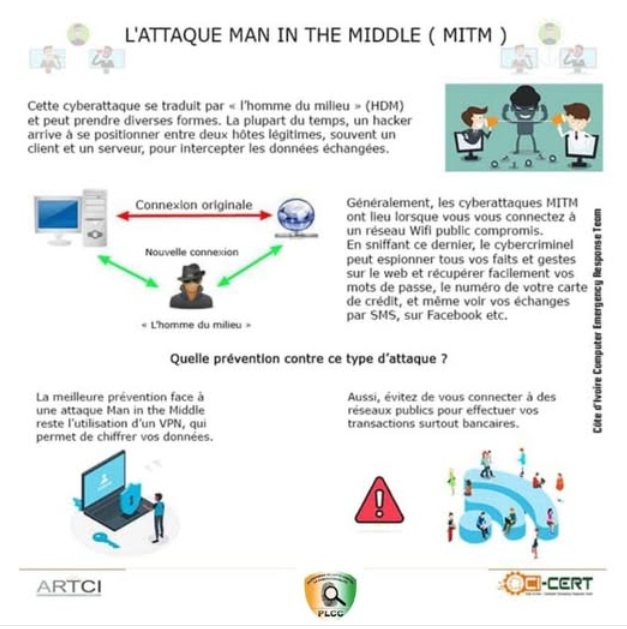 L'ATTAQUE MAN IN THE MIDDLE ( MITM )
Cette cyberattaque se traduit par « l'homme du milieu » (HDM)
et peut prendre diverses formes. La plupart du temps, un hacker
arrive à se positionner entre deux hôtes légitimes, souvent un
client et un serveur, pour intercepter les données échangées.
Connexion originale
Nouvelle connexion
« L'homme du milieu »
Généralement, les cyberattaques MITM
ont lieu lorsque vous vous connectez à
un réseau Wifi public compromis.
En sniffant ce dernier, le cybercriminel
peut espionner tous vos faits et gestes
sur le web et récupérer facilement vos
mots de passe, le numéro de votre carte
de crédit, et même voir vos échanges
par SMS, sur Facebook etc.
Côte d'Ivoire Computer Emergency Response Team
Quelle prévention contre ce type d'attaque ?
La meilleure prévention face à
une attaque Man in the Middle
reste l'utilisation d'un VPN, qui
permet de chiffrer vos données.
Aussi, évitez de vous connecter à des
réseaux publics pour effectuer vos
transactions surtout bancaires.
ARTCI
PLCC
CI-CERT